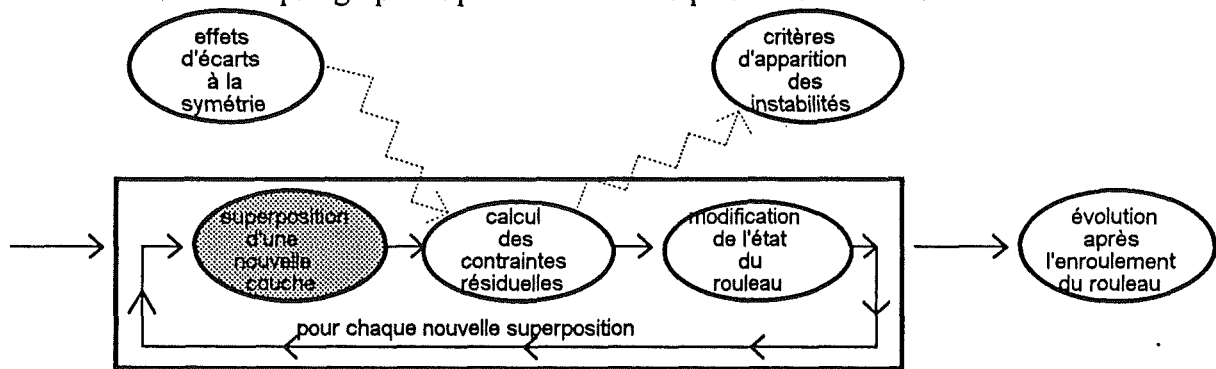 effets
d'écarts
à la
symétrie
critères
d'apparition
des
instabilités
superposition
d'une
nouvelle
couche
calcul
des
contraintes
résiduelles
modification
de l'état
du
rouleau
évolution
après
l'enroulement
du rouleau
pour chaque nouvelle superposition